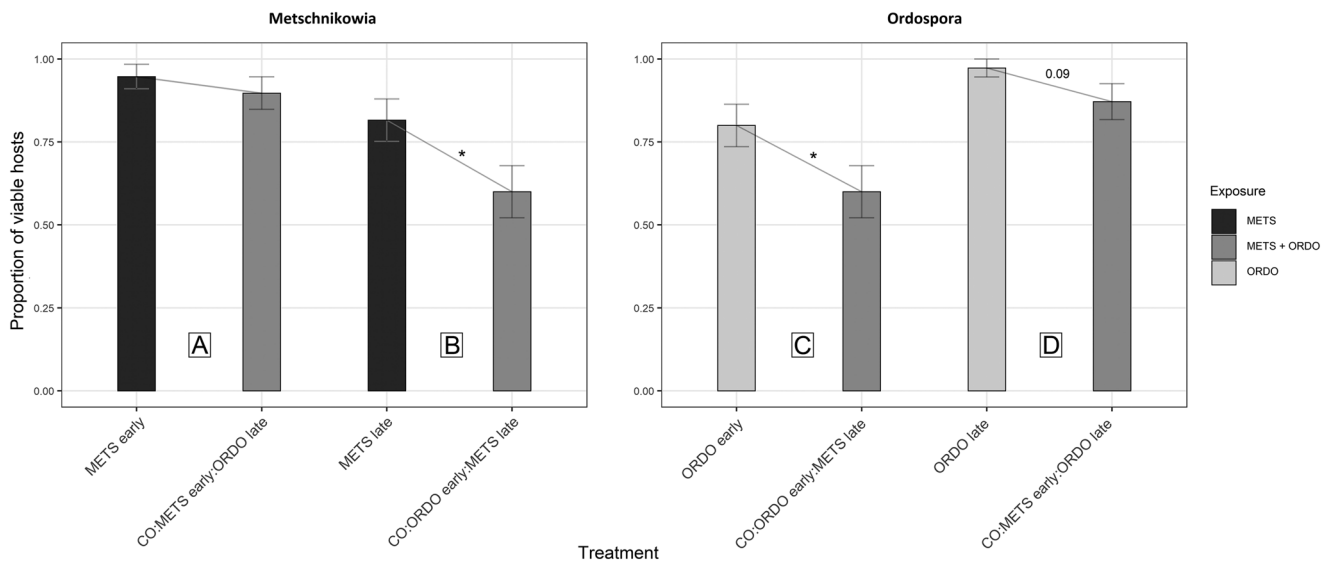 Metschnikowia
Ordospora
Proportion of viable hosts
1.00
0.75
0.50
0.25
0.00
*
A
B
METS early
CO:METS early:ORDO late
METS late
CO:ORDO early:METS late
1.00
0.75
0.50
0.25
0.00
*
0.09
C
D
ORDO early
CO:ORDO early:METS late
ORDO late
CO:METS early:ORDO late
Treatment
Exposure
METS
METS + ORDO
ORDO